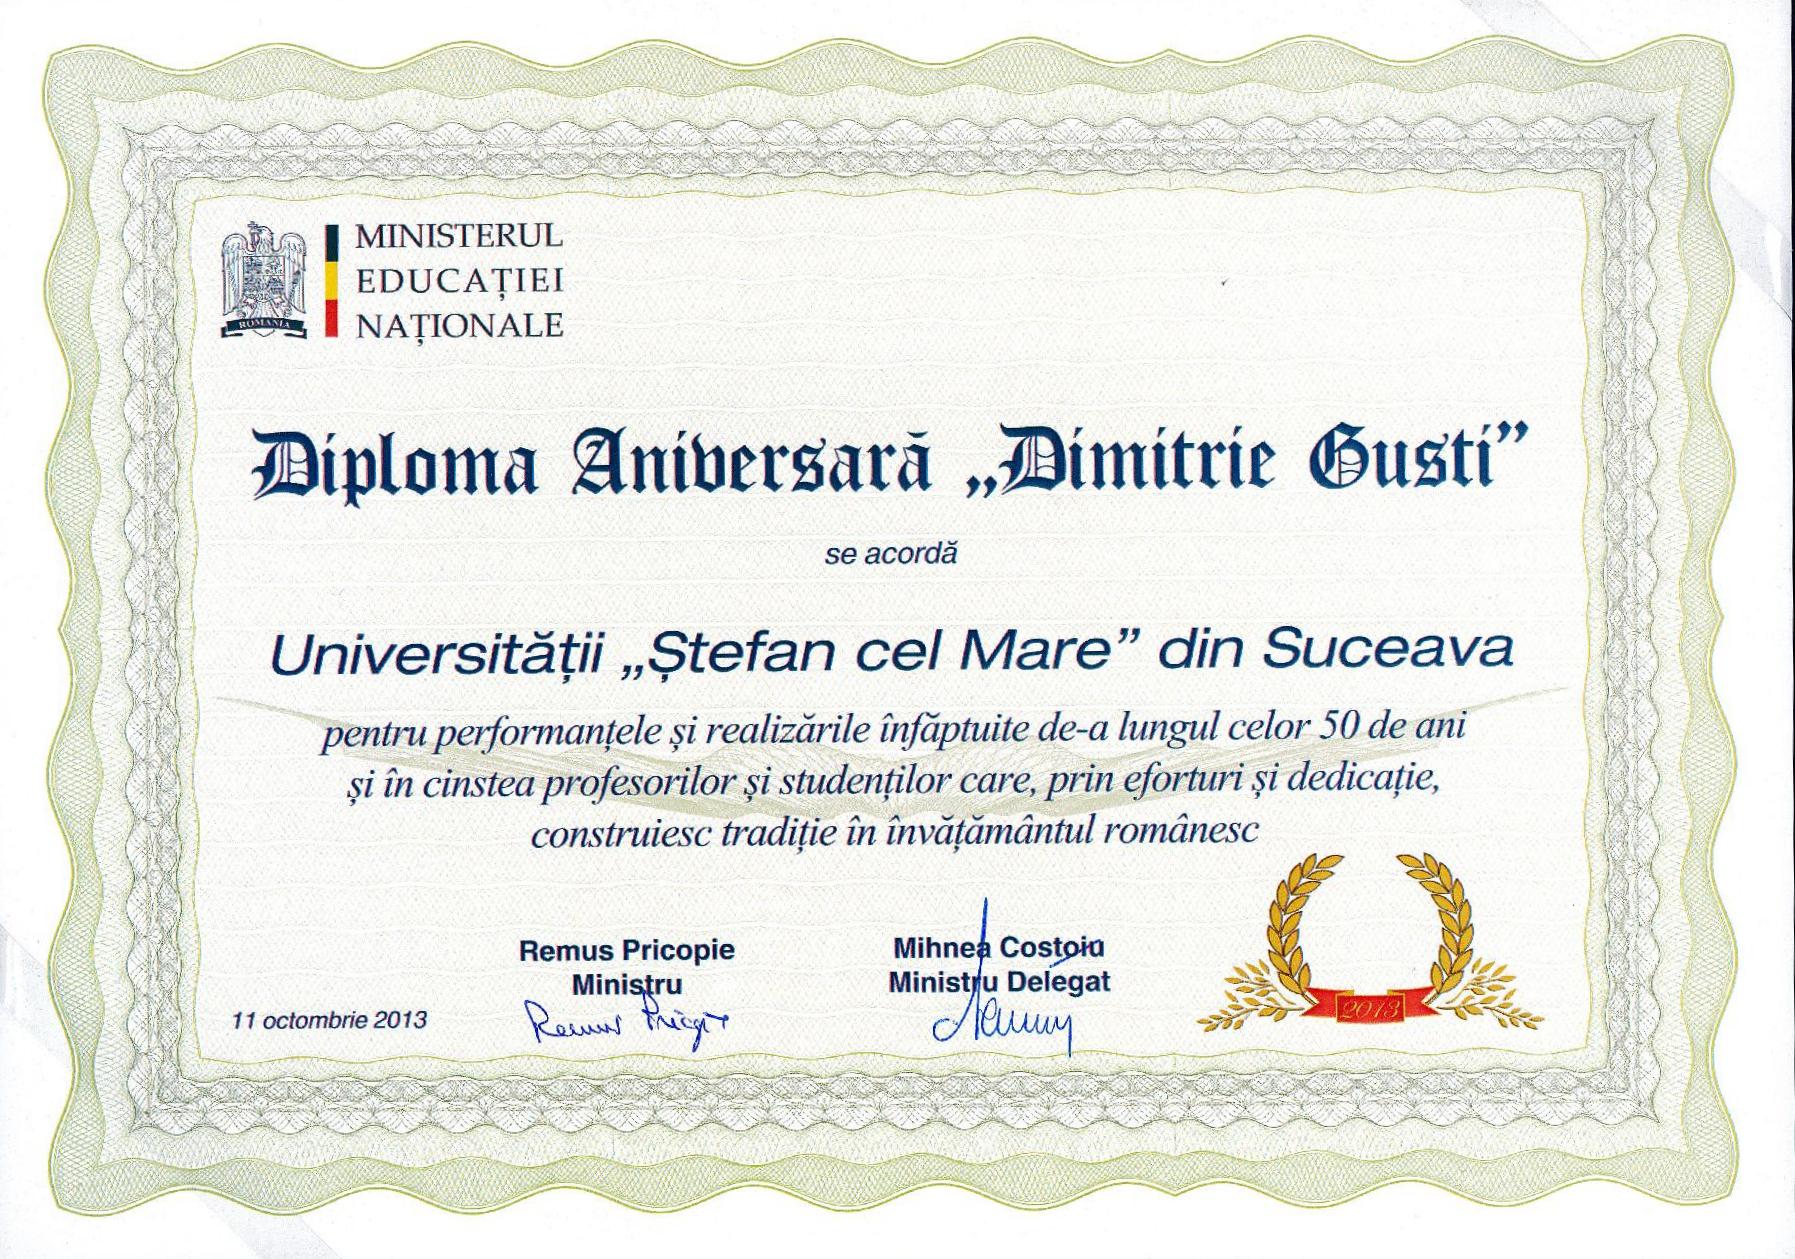 MINISTERUL
EDUCAȚIEI
NAȚIONALE
ROMANIA
Diploma Aniversară „Dimitrie Gusti”
se acordă
Universității „Ștefan cel Mare” din Suceava
pentru performanțele și realizările înfăptuite de-a lungul celor 50 de ani
și în cinstea profesorilor și studenților care, prin eforturi și dedicație,
construiesc tradiție în învățământul românesc
Remus Pricopie
Ministru
Mihnea Costoiu
Ministru Delegat
11 octombrie 2013
2013